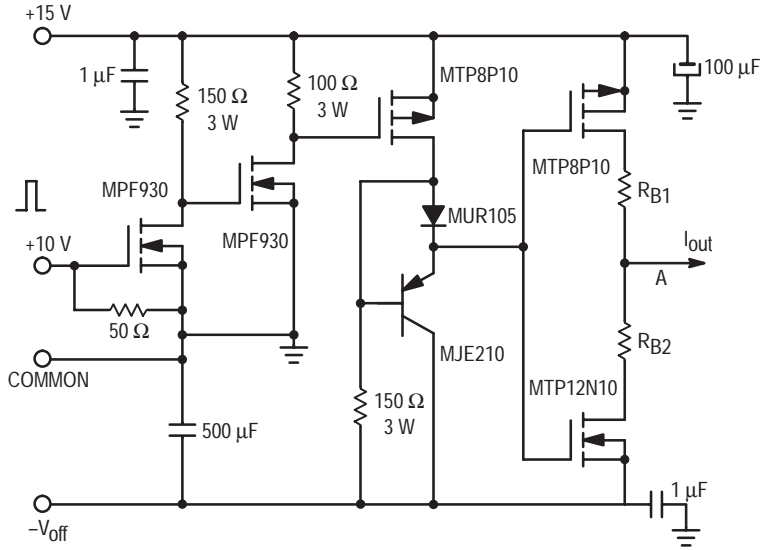 +15 V
1 μF
150 Ω
3 W
100 Ω
3 W
MTP8P10
100 μF
MPF930
MTP8P10
R_B1
MUR105
MPF930
+10 V
I_out
A
50 Ω
R_B2
MJE210
COMMON
MTP12N10
150 Ω
3 W
500 μF
1 μF
–V_off